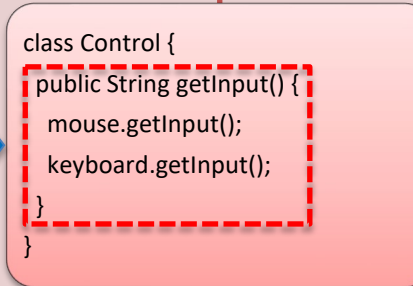 class Control {
public String getInput() {
mouse.getInput();
keyboard.getInput();
}
}